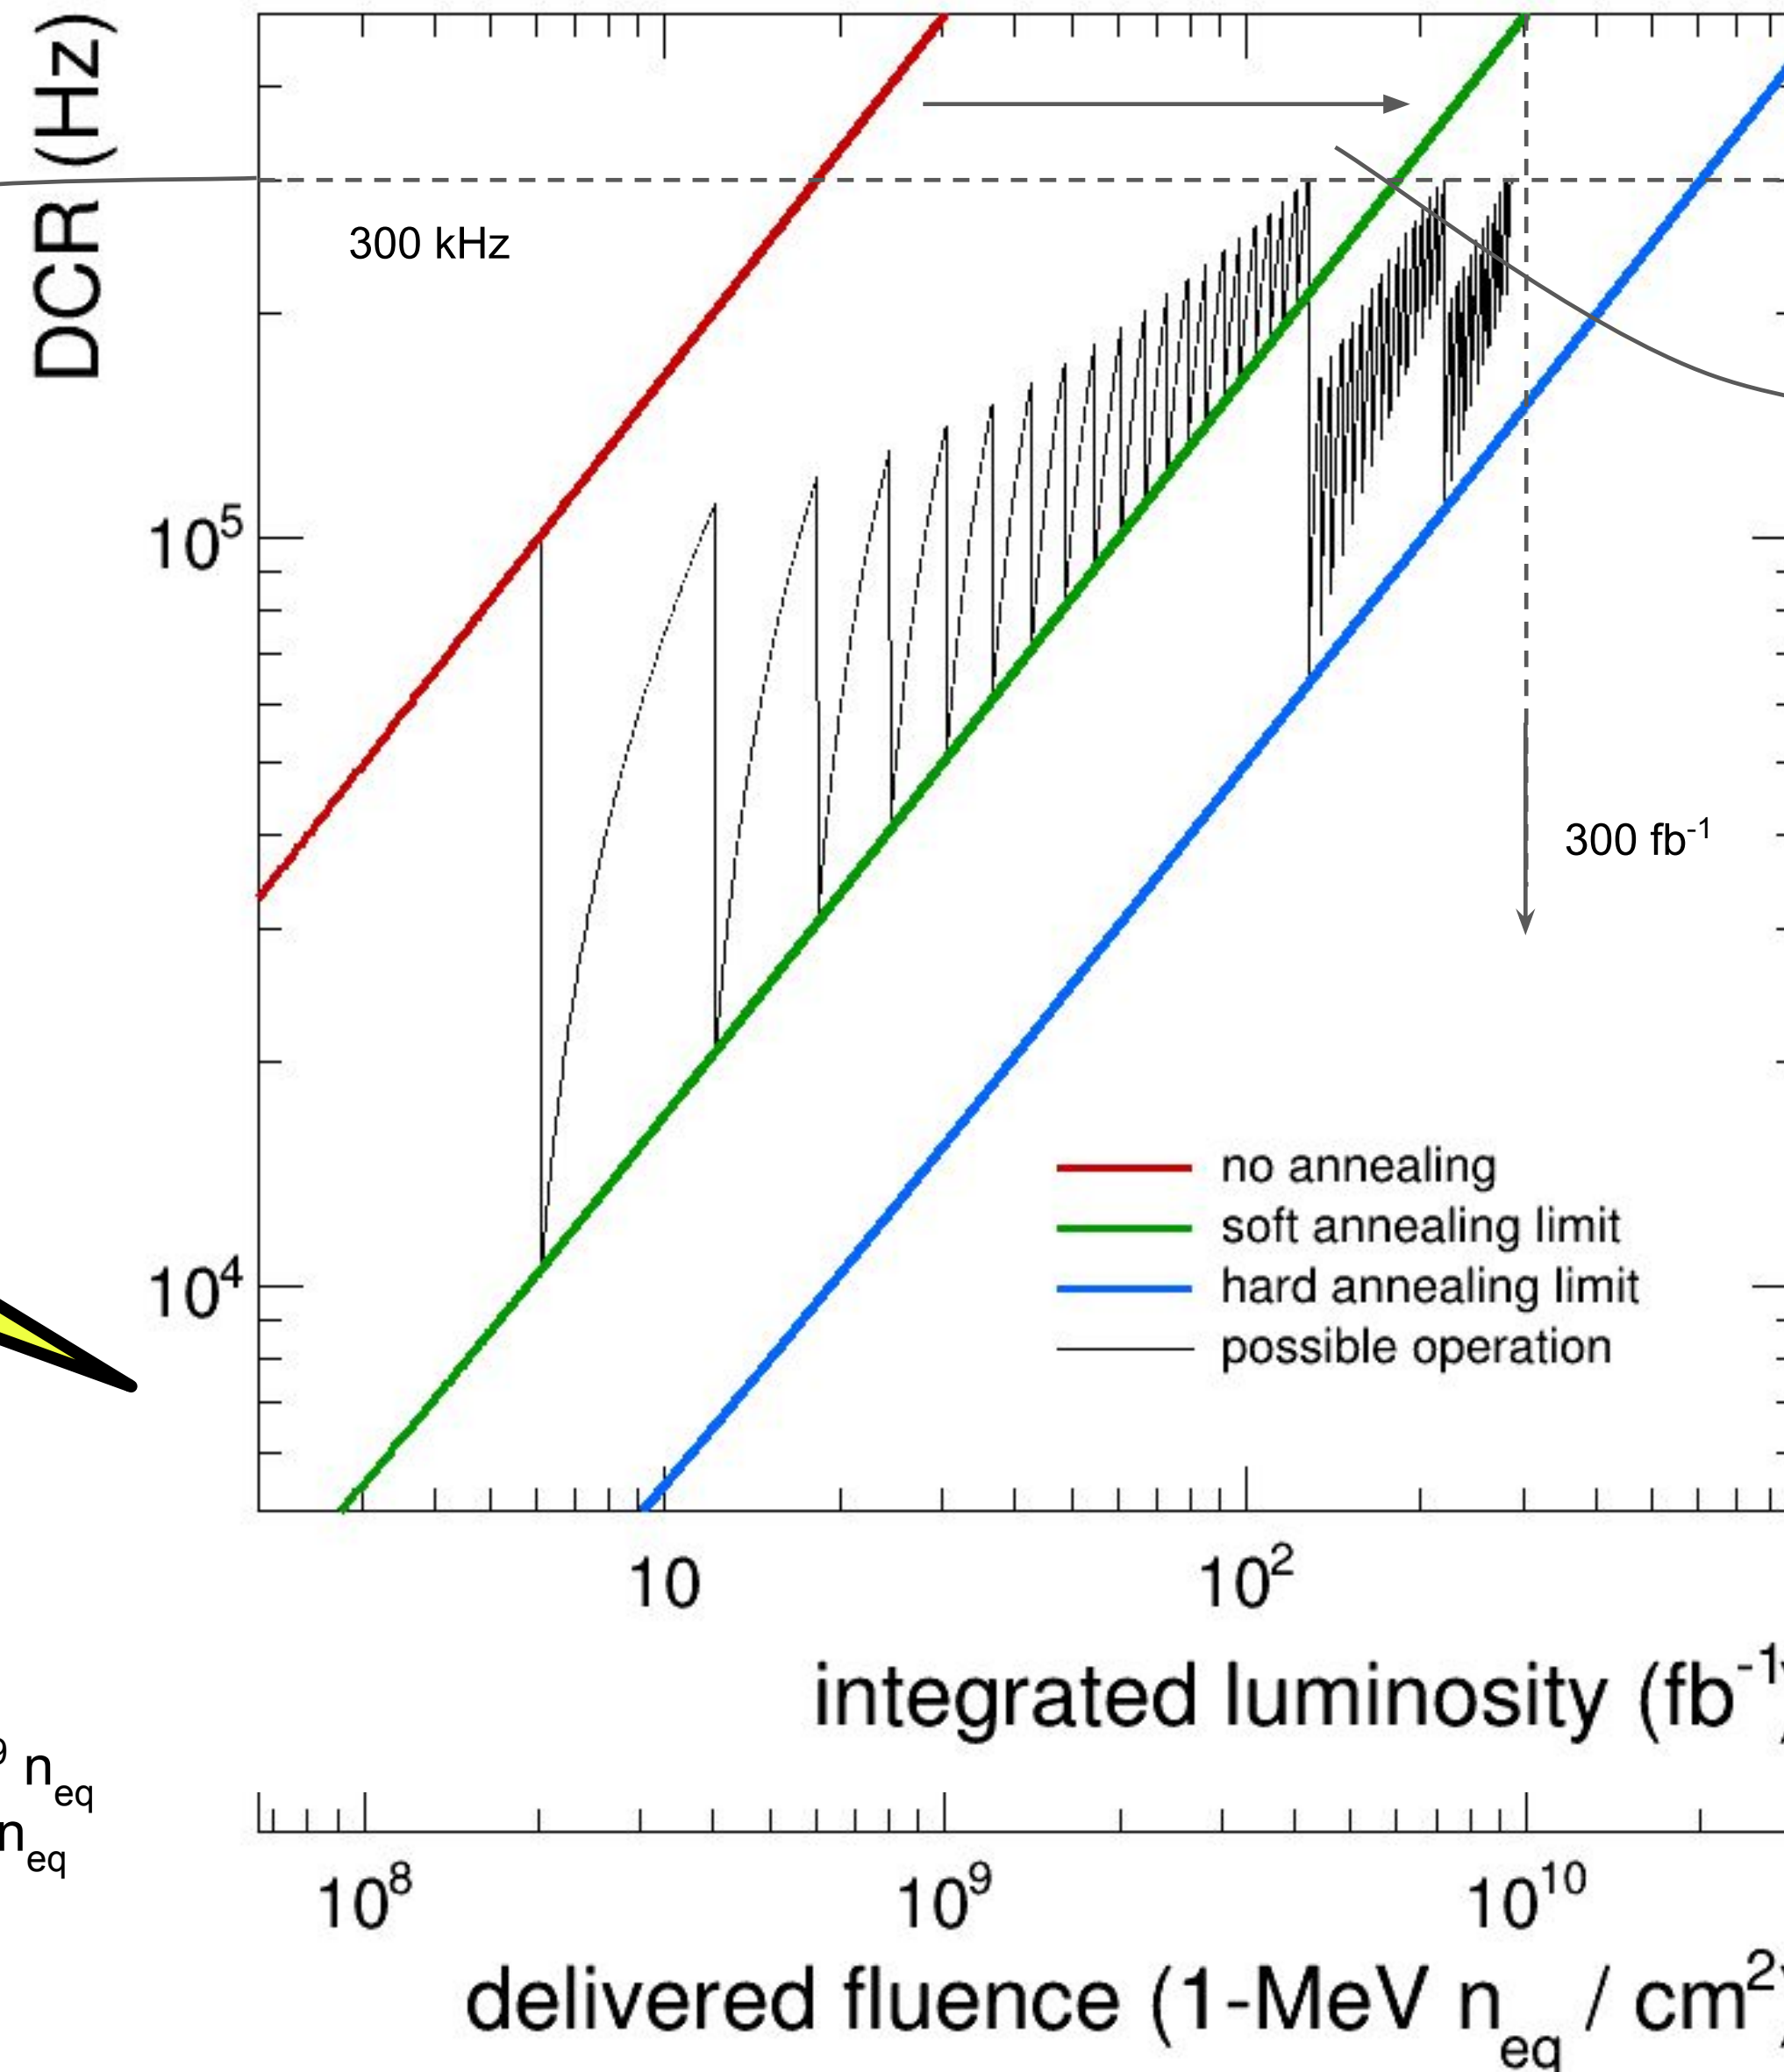 DCR (Hz)
300 kHz
10⁵
300 fb⁻¹
no annealing
soft annealing limit
10⁴
hard annealing limit
possible operation
10 10²
integrated luminosity (fb⁻¹)
⁹ n_eq
n_eq
10⁸ 10⁹ 10¹⁰
delivered fluence (1-MeV n_eq / cm²)